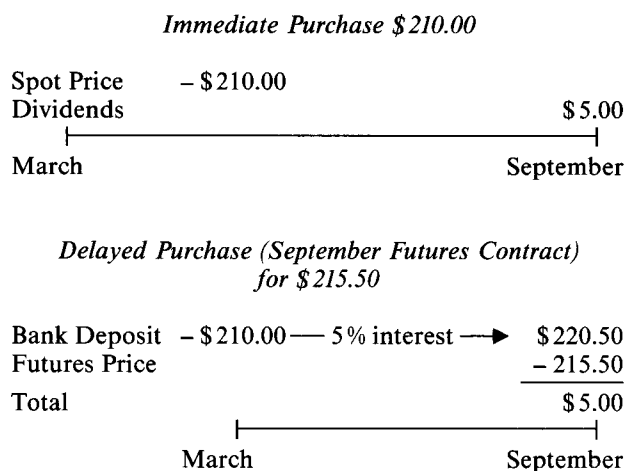 Immediate Purchase $210.00
Spot Price – $210.00
Dividends $5.00
March September
Delayed Purchase (September Futures Contract)
for $215.50
Bank Deposit – $210.00 — 5% interest → $220.50
Futures Price – 215.50
Total $5.00
March September